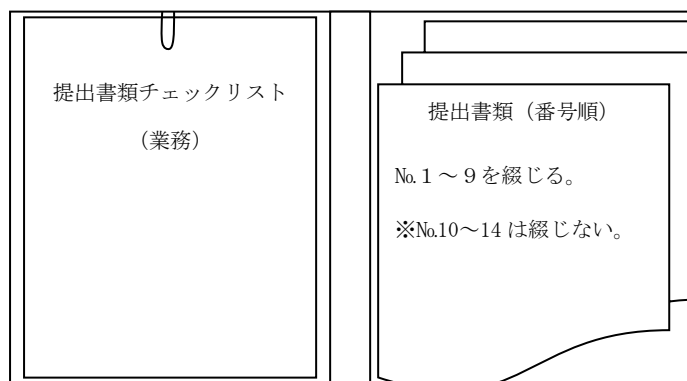 提出書類チェックリスト
（業務）
提出書類（番号順）
№１～９を綴じる。
※№10～14 は綴じない。